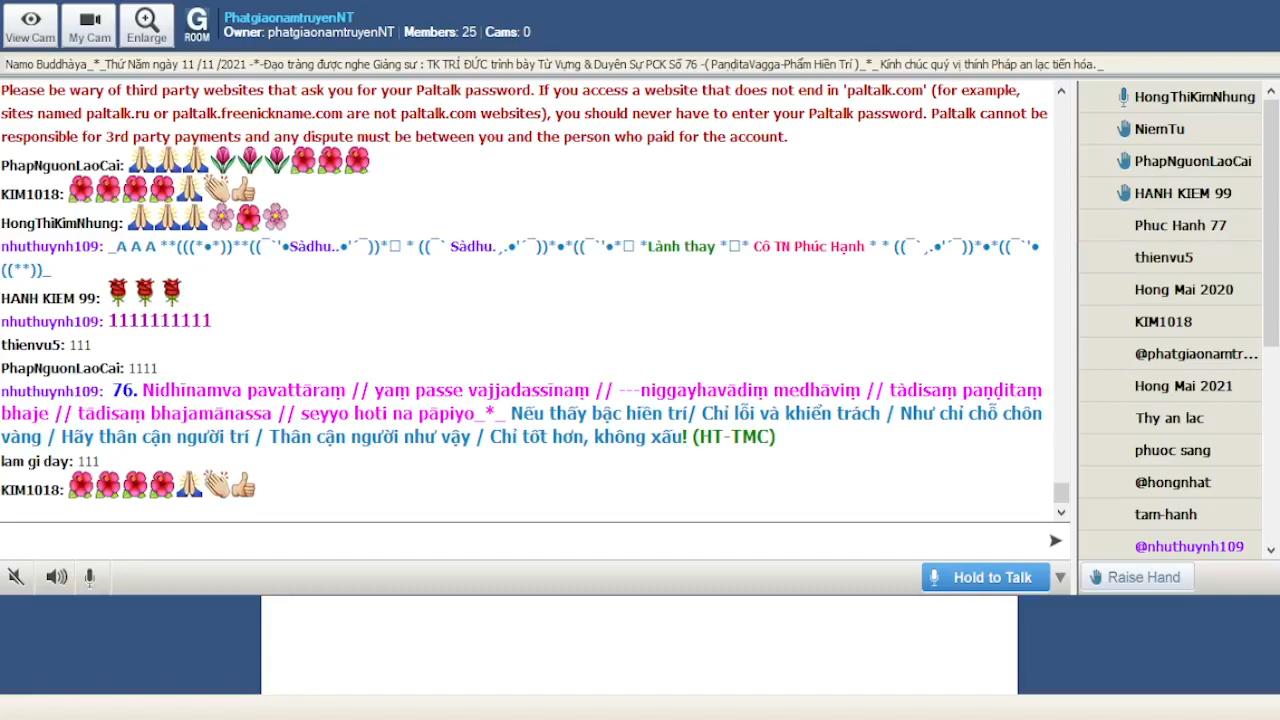 View Cam
My Cam
Enlarge
G
ROOM
PhatgiaonamtruyenNT
Owner: phatgiaonamtruyenNT | Members: 25 | Cams: 0
Namo Buddhàya_*_Thứ Năm ngày 11 /11 /2021 -*-Đạo tràng được nghe Giảng sư : TK TRÍ ĐỨC trình bày Từ Vựng & Duyên Sự PCK Số 76 -( PaṇḍitaVagga-Phẩm Hiền Trí )_*_ Kính chúc quý vị thính Pháp an lạc tiến hóa._
Please be wary of third party websites that ask you for your Paltalk password. If you access a website that does not end in 'paltalk.com' (for example,
sites named paltalk.ru or paltalk.freenickname.com are not paltalk.com websites), you should never have to enter your Paltalk password. Paltalk cannot be
responsible for 3rd party payments and any dispute must be between you and the person who paid for the account.
PhapNguonLaoCai: 🙏🙏🙏🌷🌷🌷🌺🌺🌺
KIM1018: 🌺🌺🌺🌺🙏👏👍
HongThiKimNhung: 🙏🙏🙏🌸🌺🌸
nhuthuynh109: _A A A **(((*●*))**((¯`'●Sàdhu..●'´¯))*□ * ((¯` Sàdhu.¸.●'´¯))*●*((¯`'●*□ *Lành thay *□* Cô TN Phúc Hạnh * * ((¯`¸.●'´¯))*●*((¯`'●
((**))_
HANH KIEM 99: 🌹🌹🌹
nhuthuynh109: 1111111111
thienvu5: 111
PhapNguonLaoCai: 1111
nhuthuynh109: 76. Nidhīnamva pavattāraṃ // yaṃ passe vajjadassīnaṃ // ---niggayhavādiṃ medhāviṃ // tàdisaṃ paṇḍitaṃ
bhaje // tādisaṃ bhajamānassa // seyyo hoti na pāpiyo_*_ Nếu thấy bậc hiền trí/ Chỉ lỗi và khiển trách / Như chỉ chỗ chôn
vàng / Hãy thân cận người trí / Thân cận người như vậy / Chỉ tốt hơn, không xấu! (HT-TMC)
lam gi day: 111
KIM1018: 🌺🌺🌺🌺🙏👏👍
Hold to Talk
HongThiKimNhung
NiemTu
PhapNguonLaoCai
HANH KIEM 99
Phuc Hanh 77
thienvu5
Hong Mai 2020
KIM1018
@phatgiaonamtr...
Hong Mai 2021
Thy an lac
phuoc sang
@hongnhat
tam-hanh
@nhuthuynh109
Raise Hand